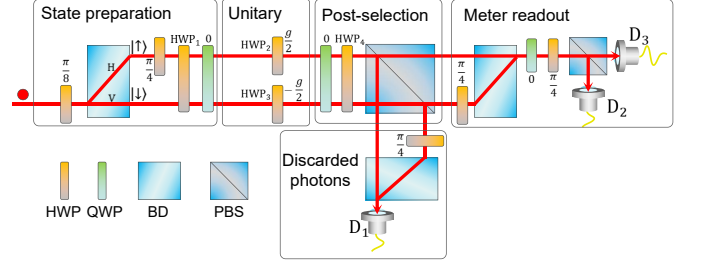 State preparation
Unitary
Post-selection
Meter readout
D₃
|↑⟩
HWP₁ 0
HWP₂ g/2
0 HWP₄
π/8
H
π/4
π/4
0
π/4
V
|↓⟩
HWP₃ -g/2
D₂
Discarded
photons
π/4
HWP QWP BD PBS
D₁